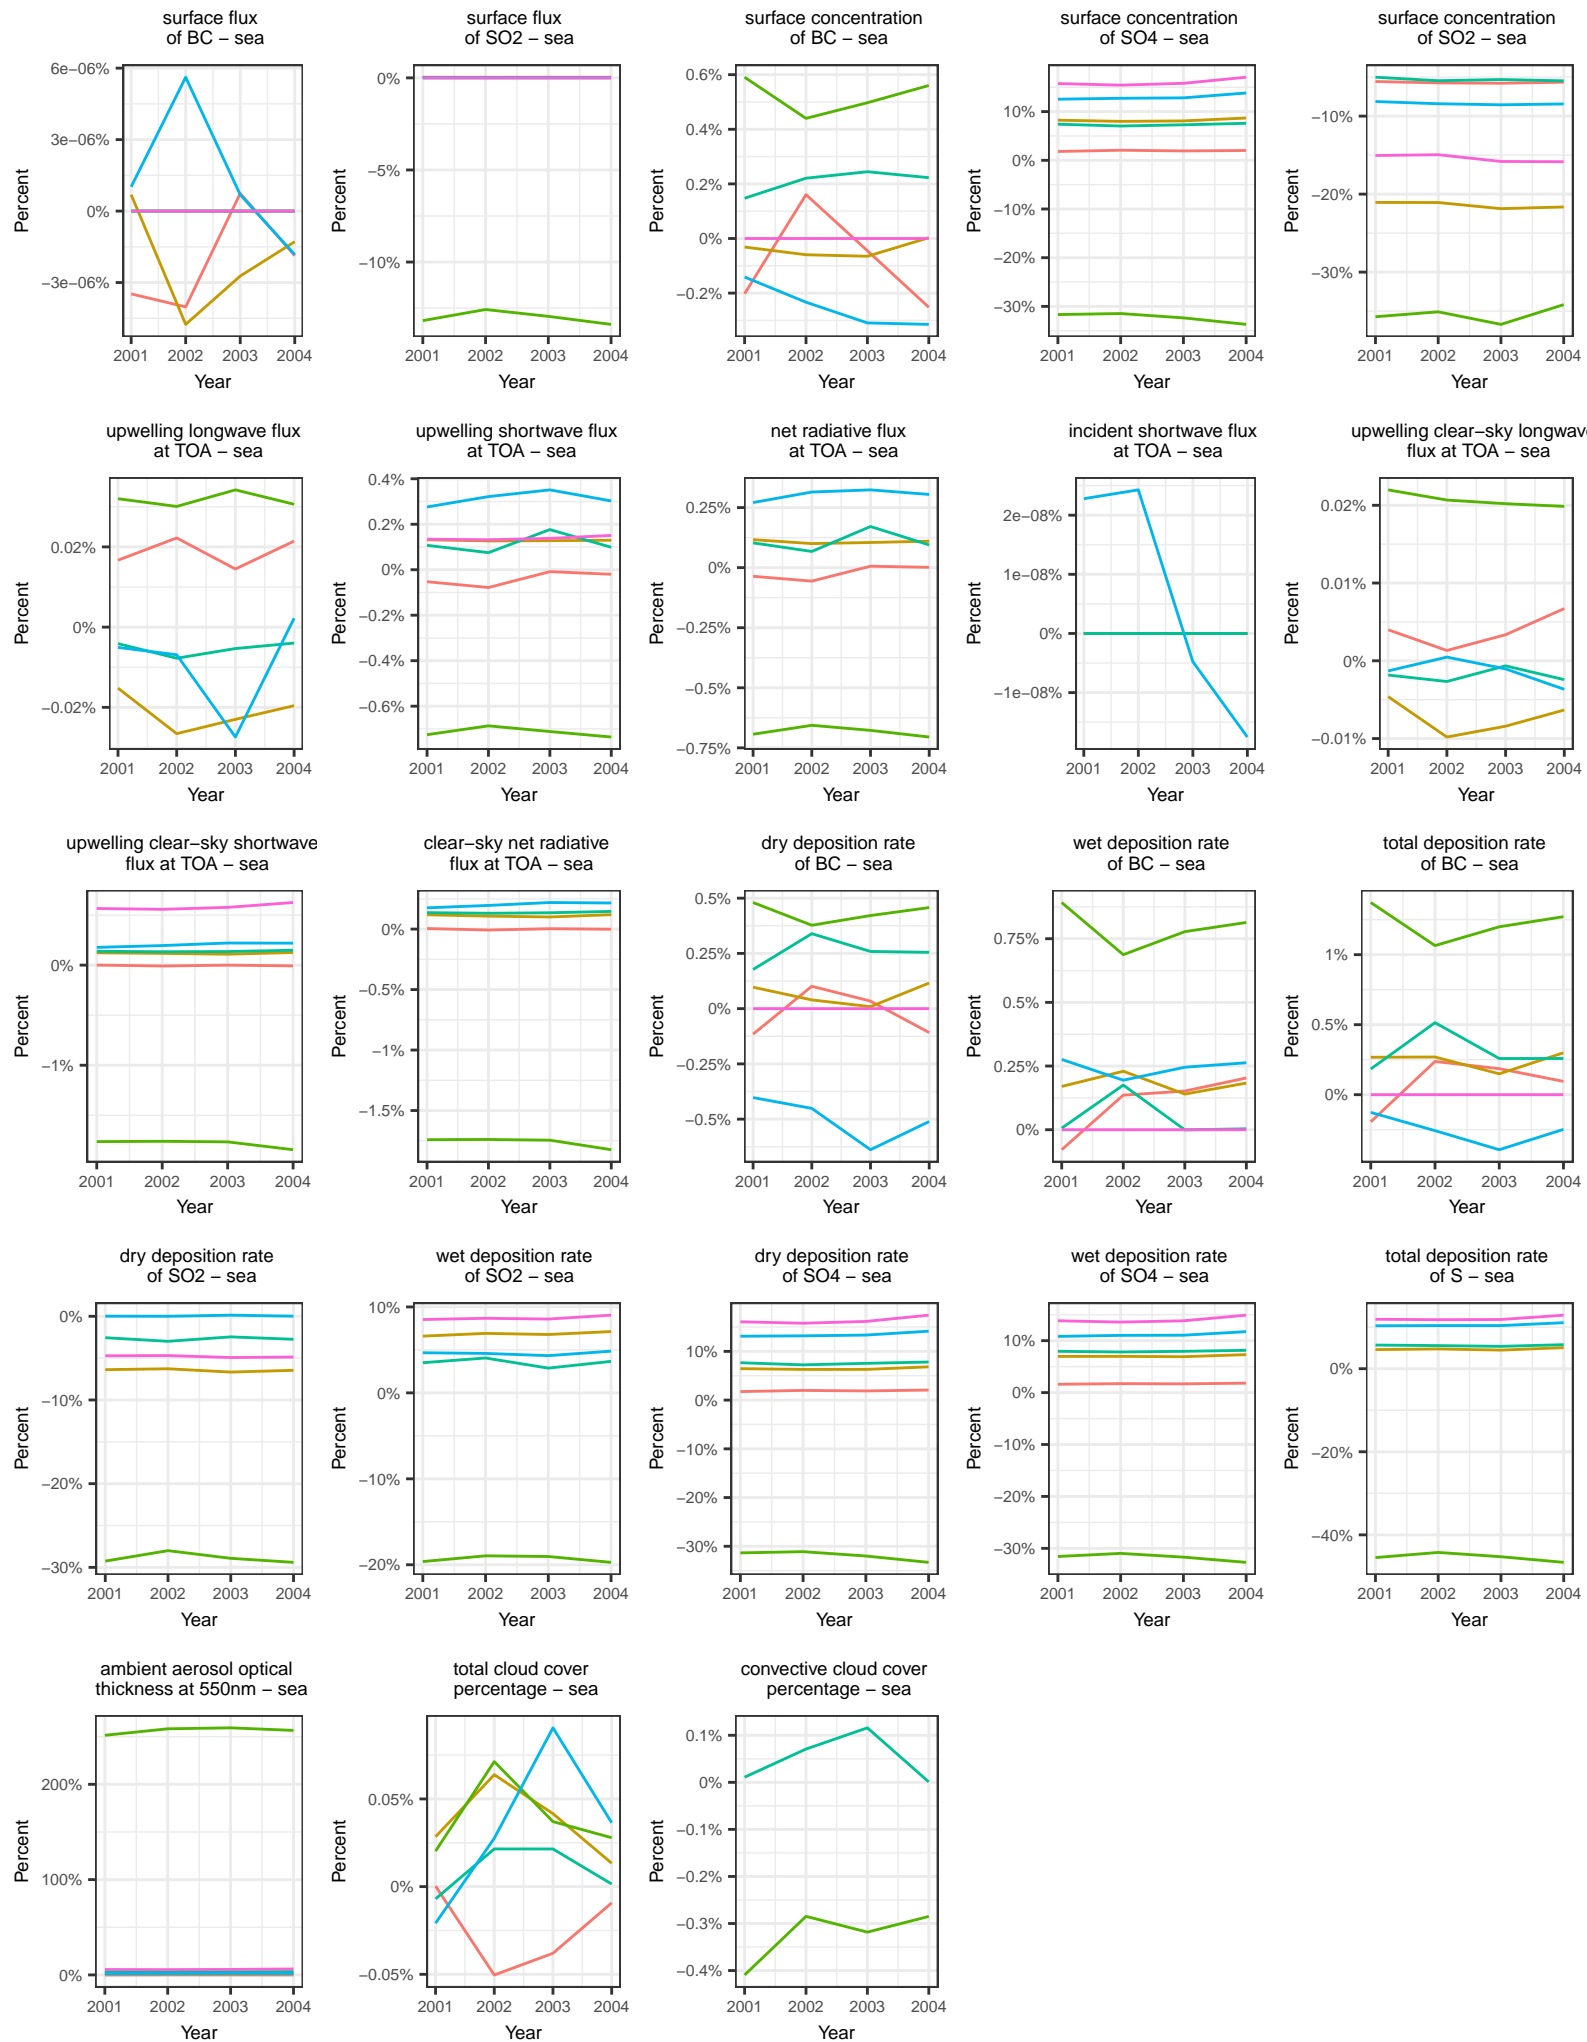 surface flux
of BC − sea
6e−06%
3e−06%
0%
−3e−06%
Percent
2001 2002 2003 2004
Year
surface flux
of SO2 − sea
0%
−5%
−10%
Percent
2001 2002 2003 2004
Year
surface concentration
of BC − sea
0.6%
0.4%
0.2%
0%
−0.2%
Percent
2001 2002 2003 2004
Year
surface concentration
of SO4 − sea
10%
0%
−10%
−20%
−30%
Percent
2001 2002 2003 2004
Year
surface concentration
of SO2 − sea
−10%
−20%
−30%
Percent
2001 2002 2003 2004
Year
upwelling longwave flux
at TOA − sea
0.02%
0%
−0.02%
Percent
2001 2002 2003 2004
Year
upwelling shortwave flux
at TOA − sea
0.4%
0.2%
0%
−0.2%
−0.4%
−0.6%
Percent
2001 2002 2003 2004
Year
net radiative flux
at TOA − sea
0.25%
0%
−0.25%
−0.5%
−0.75%
Percent
2001 2002 2003 2004
Year
incident shortwave flux
at TOA − sea
2e−08%
1e−08%
0%
−1e−08%
Percent
2001 2002 2003 2004
Year
upwelling clear−sky longwave
flux at TOA − sea
0.02%
0.01%
0%
−0.01%
Percent
2001 2002 2003 2004
Year
upwelling clear−sky shortwave
flux at TOA − sea
0%
−1%
Percent
2001 2002 2003 2004
Year
clear−sky net radiative
flux at TOA − sea
0%
−0.5%
−1%
−1.5%
Percent
2001 2002 2003 2004
Year
dry deposition rate
of BC − sea
0.5%
0.25%
0%
−0.25%
−0.5%
Percent
2001 2002 2003 2004
Year
wet deposition rate
of BC − sea
0.75%
0.5%
0.25%
0%
Percent
2001 2002 2003 2004
Year
total deposition rate
of BC − sea
1%
0.5%
0%
Percent
2001 2002 2003 2004
Year
dry deposition rate
of SO2 − sea
0%
−10%
−20%
−30%
Percent
2001 2002 2003 2004
Year
wet deposition rate
of SO2 − sea
10%
0%
−10%
−20%
Percent
2001 2002 2003 2004
Year
dry deposition rate
of SO4 − sea
10%
0%
−10%
−20%
−30%
Percent
2001 2002 2003 2004
Year
wet deposition rate
of SO4 − sea
10%
0%
−10%
−20%
−30%
Percent
2001 2002 2003 2004
Year
total deposition rate
of S − sea
0%
−20%
−40%
Percent
2001 2002 2003 2004
Year
ambient aerosol optical
thickness at 550nm − sea
200%
100%
0%
Percent
2001 2002 2003 2004
Year
total cloud cover
percentage − sea
0.05%
0%
−0.05%
Percent
2001 2002 2003 2004
Year
convective cloud cover
percentage − sea
0.1%
0%
−0.1%
−0.2%
−0.3%
−0.4%
Percent
2001 2002 2003 2004
Year